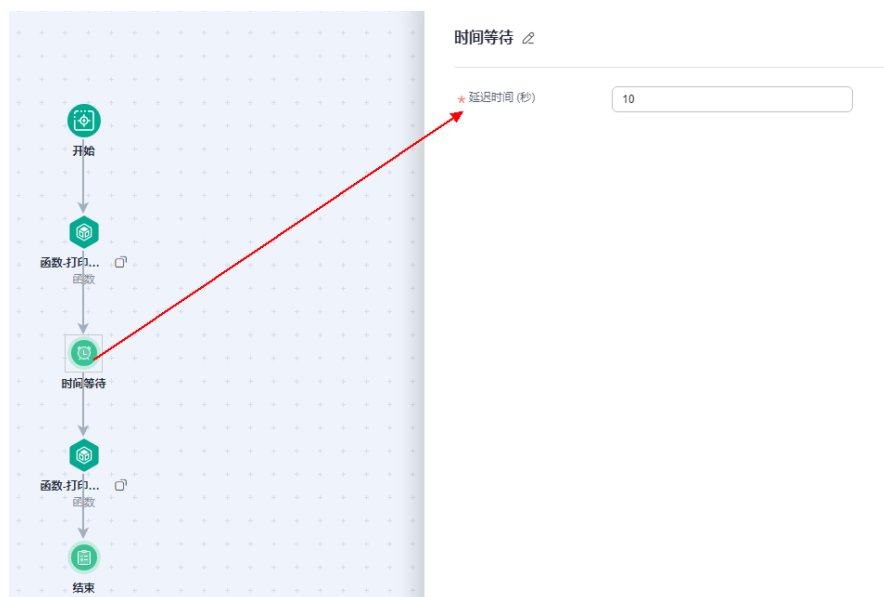 开始
函数-打印...
函数
时间等待
函数-打印...
函数
结束
时间等待
* 延迟时间 (秒)
10